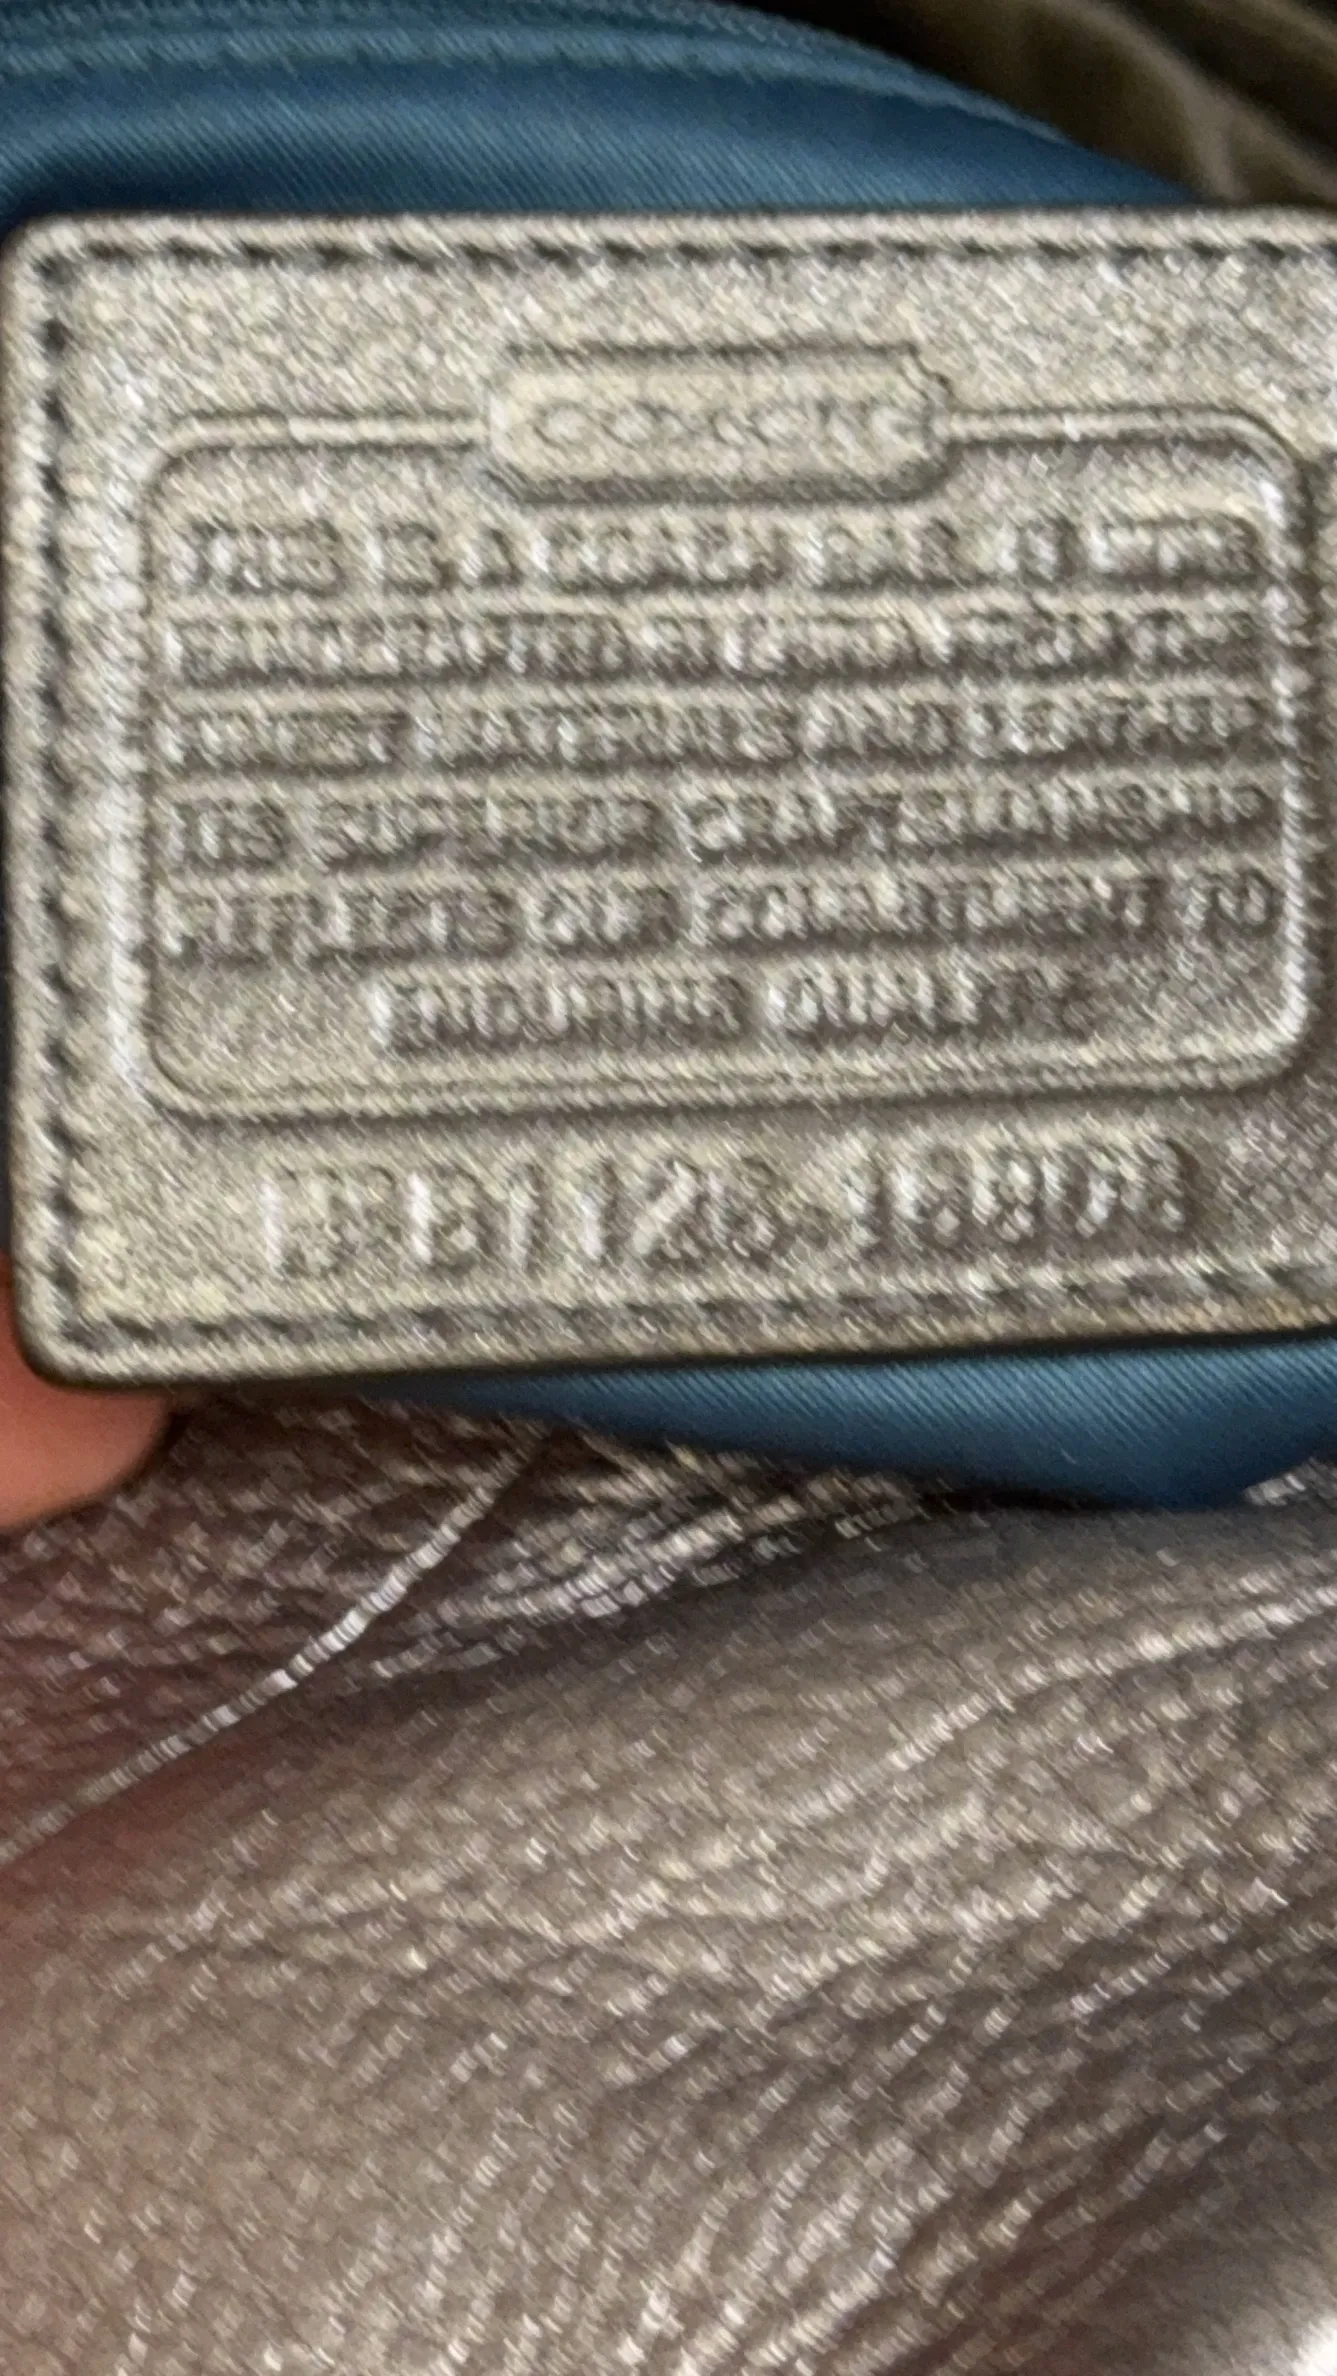 COACH
THIS IS A COACH BAG. IT WAS
HANDCRAFTED IN CHINA FROM THE
FINEST MATERIALS AND LEATHER
ITS SUPERIOR CRAFTSMANSHIP
REFLECTS OUR COMMITMENT TO
ENDURING QUALITY.